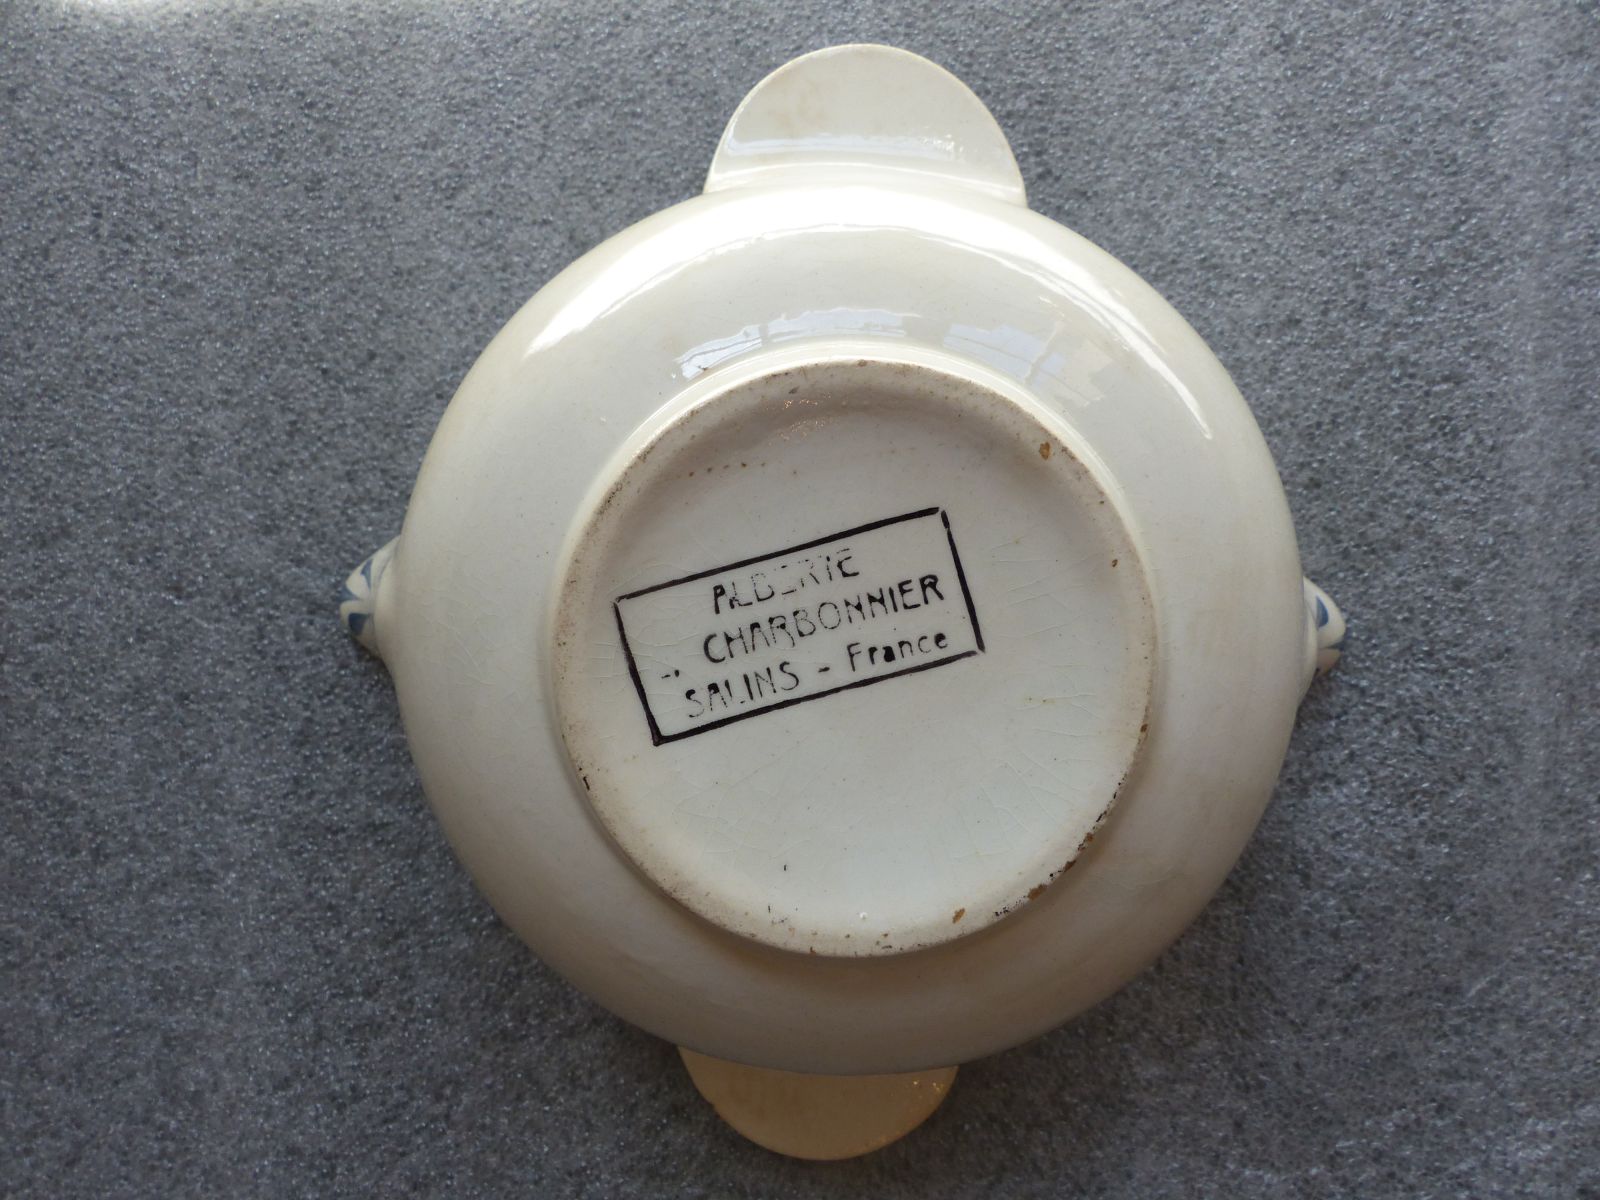 ALBERTE
CHARBONNIER
SALINS - France